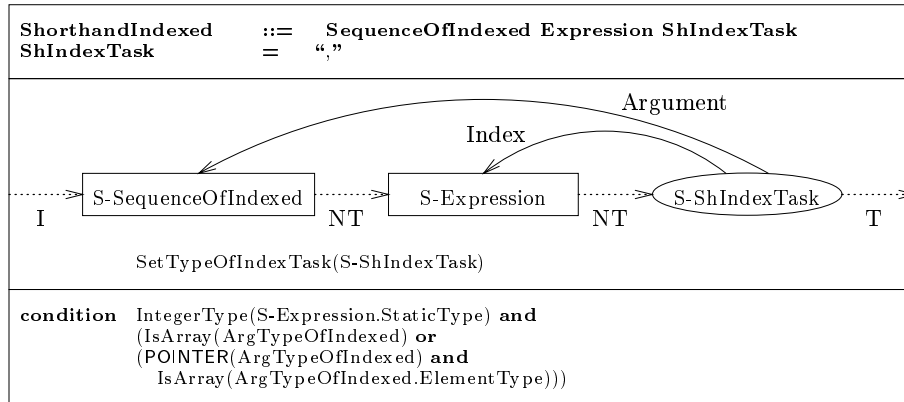 ShorthandIndexed ::= SequenceOfIndexed Expression ShIndexTask
ShIndexTask = “,”
Argument
Index
S-SequenceOfIndexed S-Expression S-ShIndexTask
I NT NT T
SetTypeOfIndexTask(S-ShIndexTask)
condition IntegerType(S-Expression.StaticType) and
(IsArray(ArgTypeOfIndexed) or
(POINTER(ArgTypeOfIndexed) and
IsArray(ArgTypeOfIndexed.ElementType)))